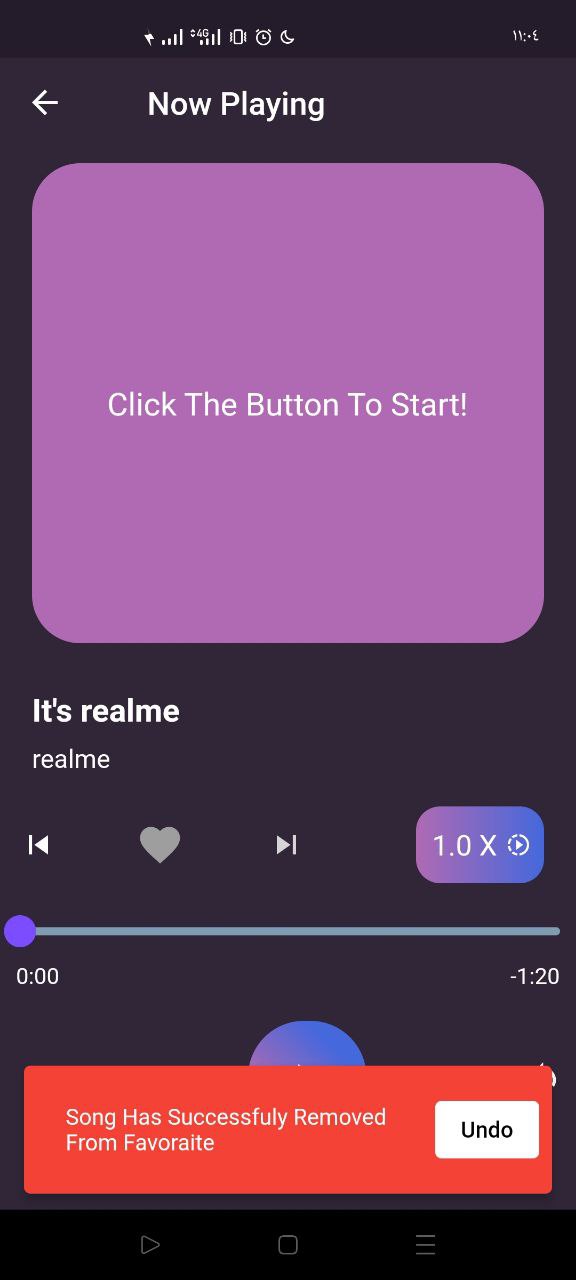 4G
١١:٠٤
Now Playing
Click The Button To Start!
It's realme
realme
1.0 X
0:00
-1:20
Song Has Successfuly Removed
From Favoraite
Undo